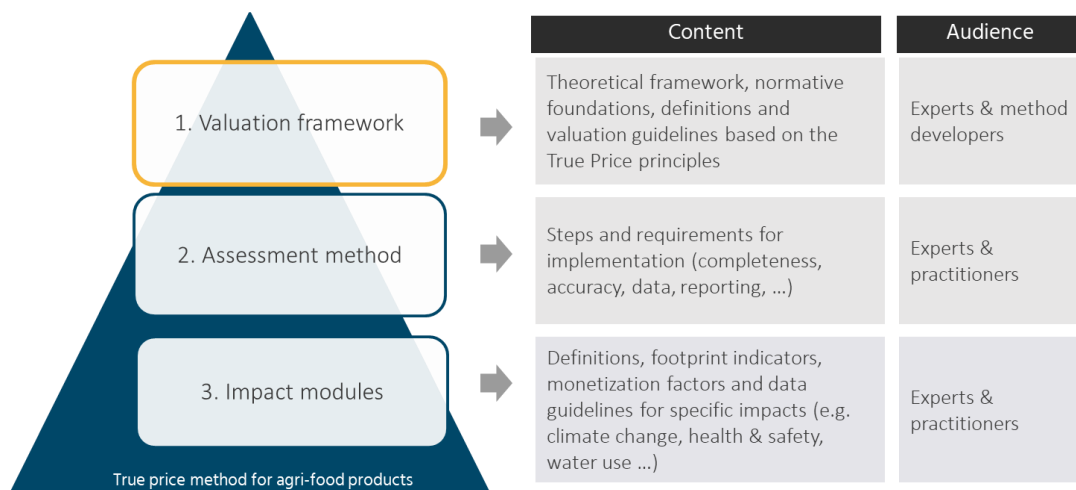 Content
Audience
1. Valuation framework
Theoretical framework, normative
foundations, definitions and
valuation guidelines based on the
True Price principles
Experts & method
developers
2. Assessment method
Steps and requirements for
implementation (completeness,
accuracy, data, reporting, ...)
Experts &
practitioners
3. Impact modules
Definitions, footprint indicators,
monetization factors and data
guidelines for specific impacts (e.g.
climate change, health & safety,
water use ...)
Experts &
practitioners
True price method for agri-food products